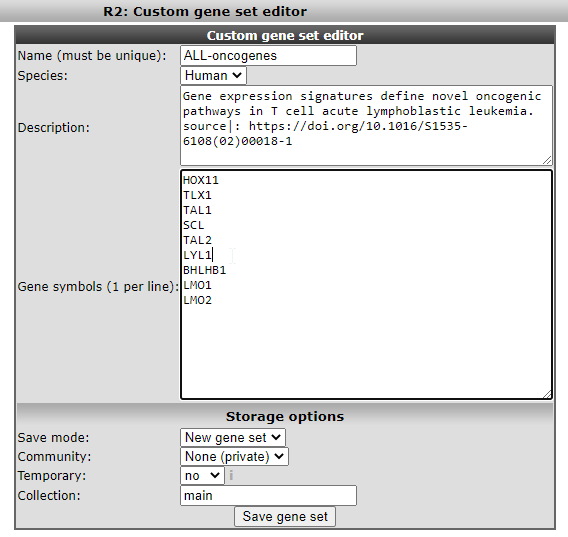 R2: Custom gene set editor
Custom gene set editor
Name (must be unique): ALL-oncogenes
Species: Human
Description:
Gene expression signatures define novel oncogenic
pathways in T cell acute lymphoblastic leukemia.
source|: https://doi.org/10.1016/S1535-
6108(02)00018-1
Gene symbols (1 per line):
HOX11
TLX1
TAL1
SCL
TAL2
LYL1
BHLHB1
LMO1
LMO2
Storage options
Save mode: New gene set
Community: None (private)
Temporary: no i
Collection: main
Save gene set